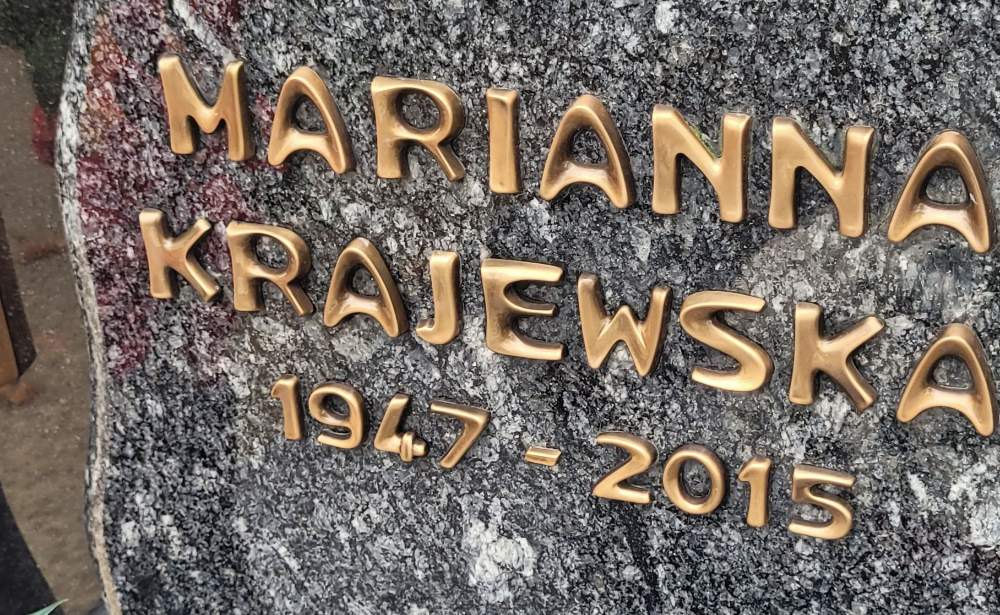 MARIANNA
KRAJEWSKA
1947 - 2015